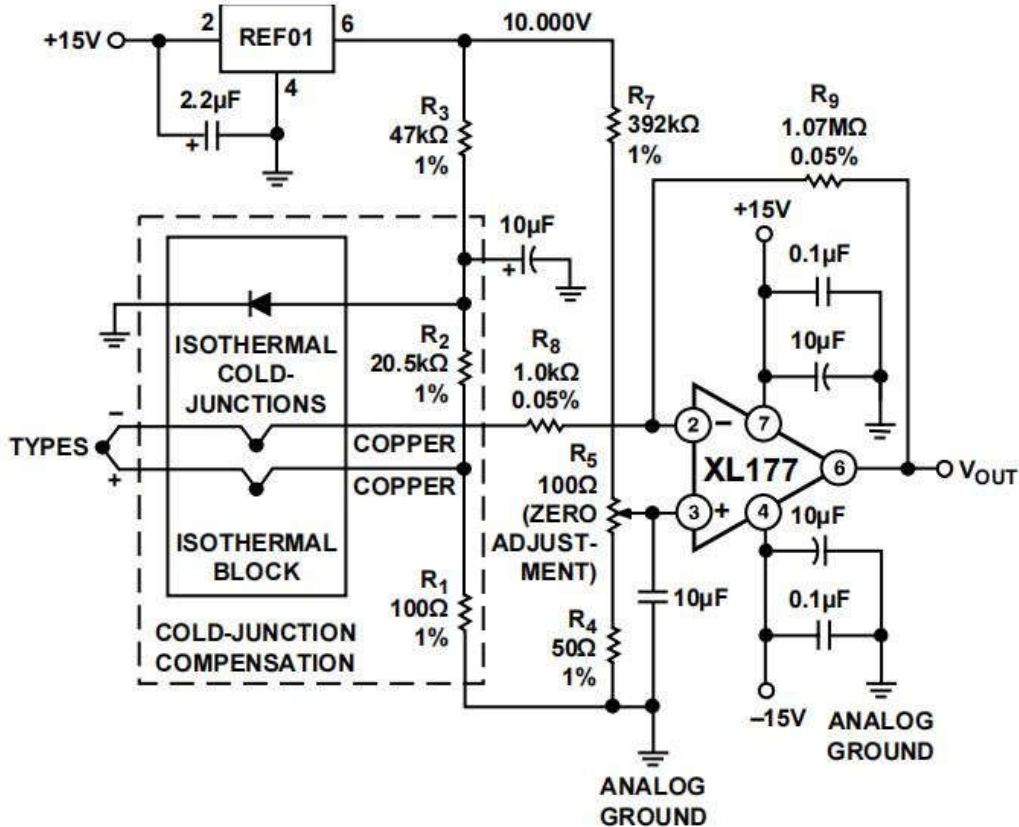 +15V
2
REF01
6
10.000V
4
2.2µF
+
R3
47kΩ
1%
R7
392kΩ
1%
R9
1.07MΩ
0.05%
10µF
+
+15V
0.1µF
10µF
ISOTHERMAL
COLD-
JUNCTIONS
R2
20.5kΩ
1%
R8
1.0kΩ
0.05%
TYPES
–
+
COPPER
COPPER
ISOTHERMAL
BLOCK
R5
100Ω
(ZERO
ADJUST-
MENT)
2
–
7
XL177
6
VOUT
3
+
4
R1
100Ω
1%
10µF
10µF
0.1µF
R4
50Ω
1%
COLD-JUNCTION
COMPENSATION
–15V
ANALOG
GROUND
ANALOG
GROUND